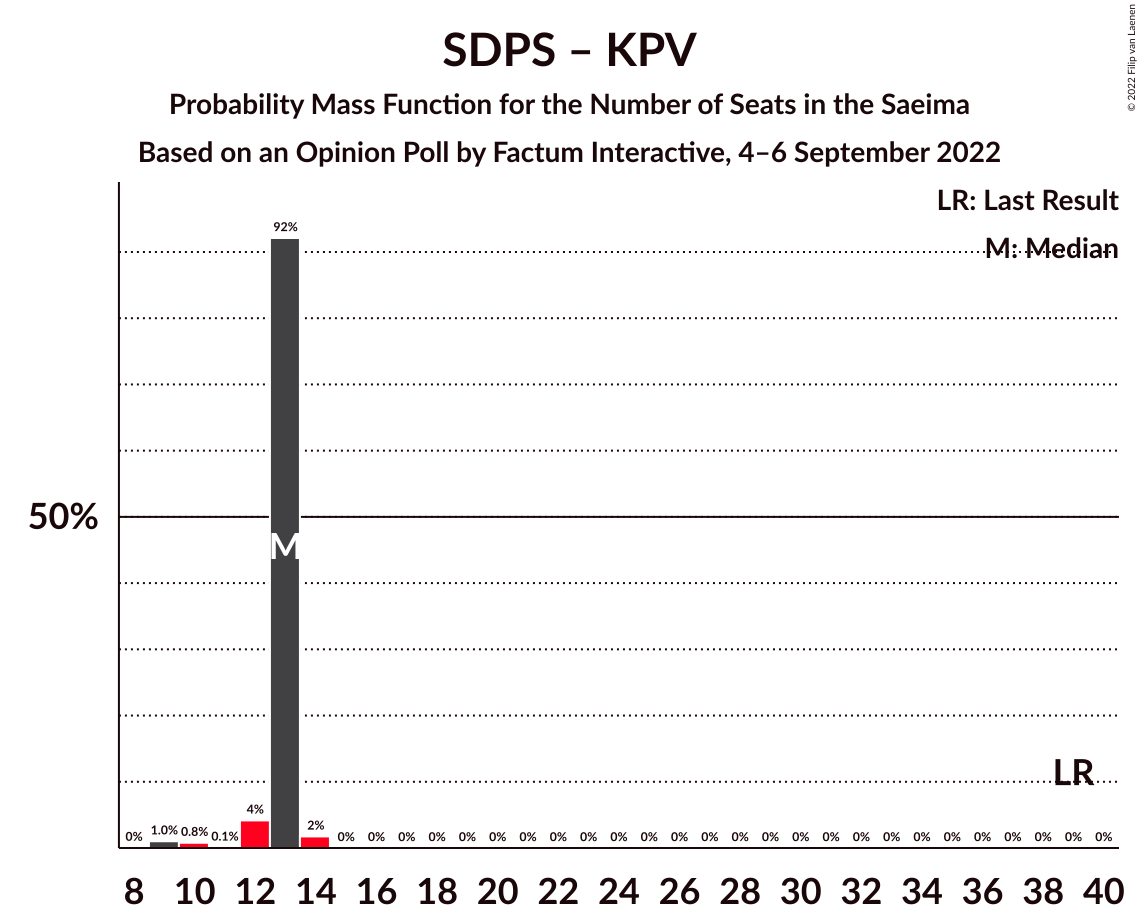 SDPS – KPV
Probability Mass Function for the Number of Seats in the Saeima
Based on an Opinion Poll by Factum Interactive, 4–6 September 2022
© 2022 Filip van Laenen
LR: Last Result
M: Median
92%
50%
M
LR
0% 1.0% 0.8% 0.1% 4% 2% 0% 0% 0% 0% 0% 0% 0% 0% 0% 0% 0% 0% 0% 0% 0% 0% 0% 0% 0% 0% 0% 0% 0% 0% 0% 0%
8 10 12 14 16 18 20 22 24 26 28 30 32 34 36 38 40